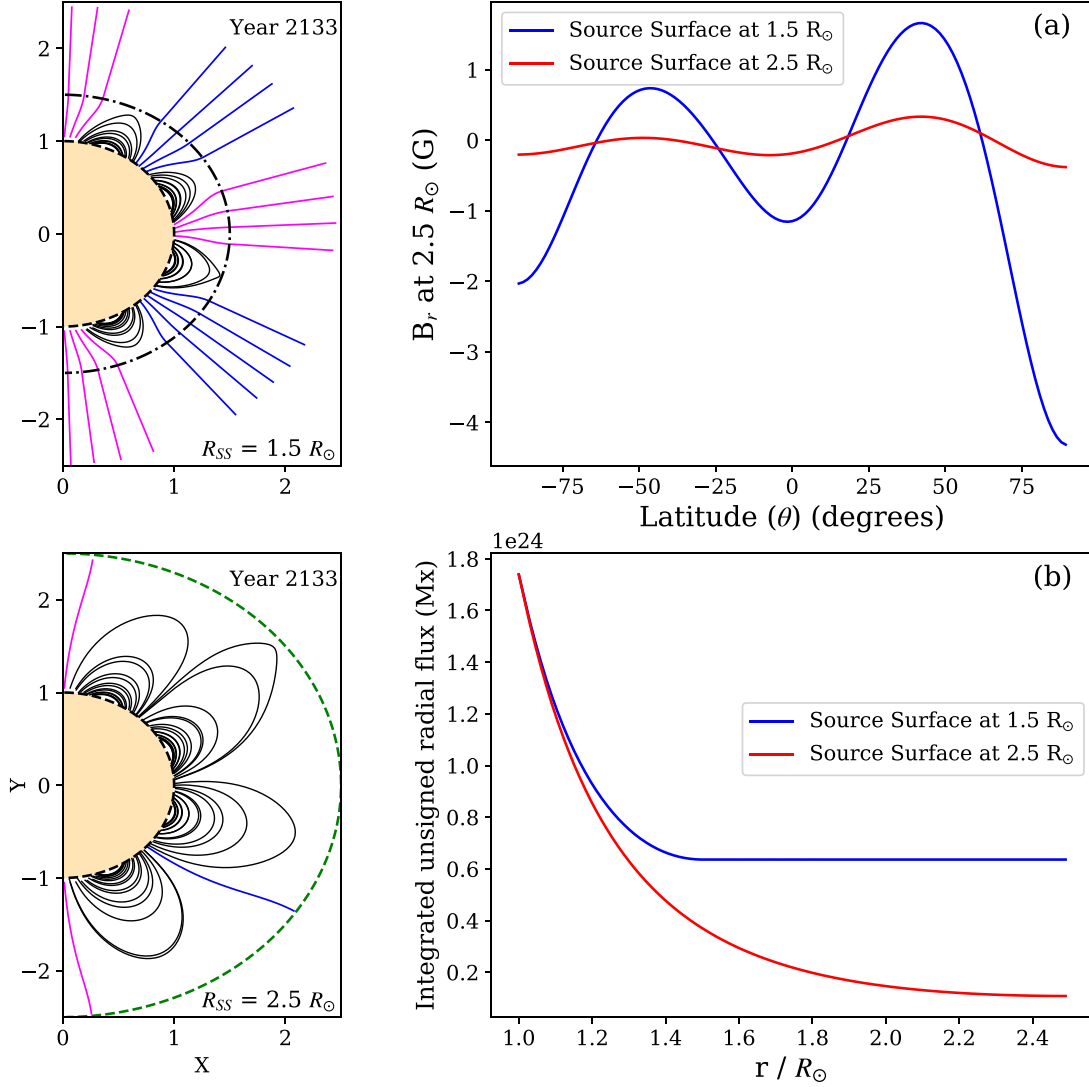 Year 2133
2
1
0
−1
−2
R_SS = 1.5 R_⊙
0
1
2
(a)
Source Surface at 1.5 R_⊙
Source Surface at 2.5 R_⊙
B_r at 2.5 R_⊙ (G)
1
0
−1
−2
−3
−4
−75
−50
−25
0
25
50
75
Latitude (θ) (degrees)
Year 2133
Y
2
1
0
−1
−2
R_SS = 2.5 R_⊙
0
1
2
X
1e24
(b)
Integrated unsigned radial flux (Mx)
1.8
1.6
1.4
1.2
1.0
0.8
0.6
0.4
0.2
Source Surface at 1.5 R_⊙
Source Surface at 2.5 R_⊙
1.0
1.2
1.4
1.6
1.8
2.0
2.2
2.4
r / R_⊙